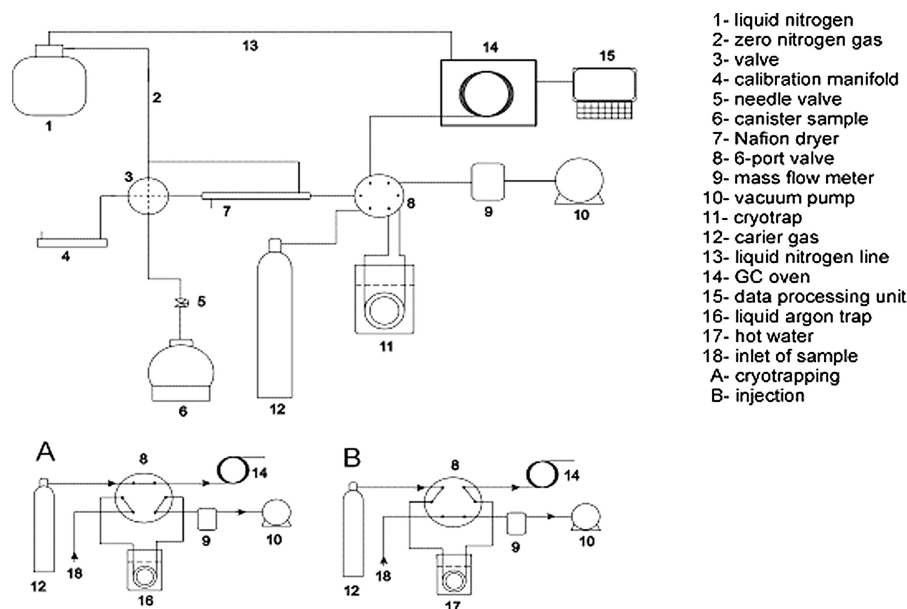 13
14
15
1
2
3
4
5
6
7
8
9
10
11
12
1- liquid nitrogen
2- zero nitrogen gas
3- valve
4- calibration manifold
5- needle valve
6- canister sample
7- Nafion dryer
8- 6-port valve
9- mass flow meter
10- vacuum pump
11- cryotrap
12- carier gas
13- liquid nitrogen line
14- GC oven
15- data processing unit
16- liquid argon trap
17- hot water
18- inlet of sample
A- cryotrapping
B- injection
A
8
14
9
10
12
18
16
B
8
14
9
10
12
18
17